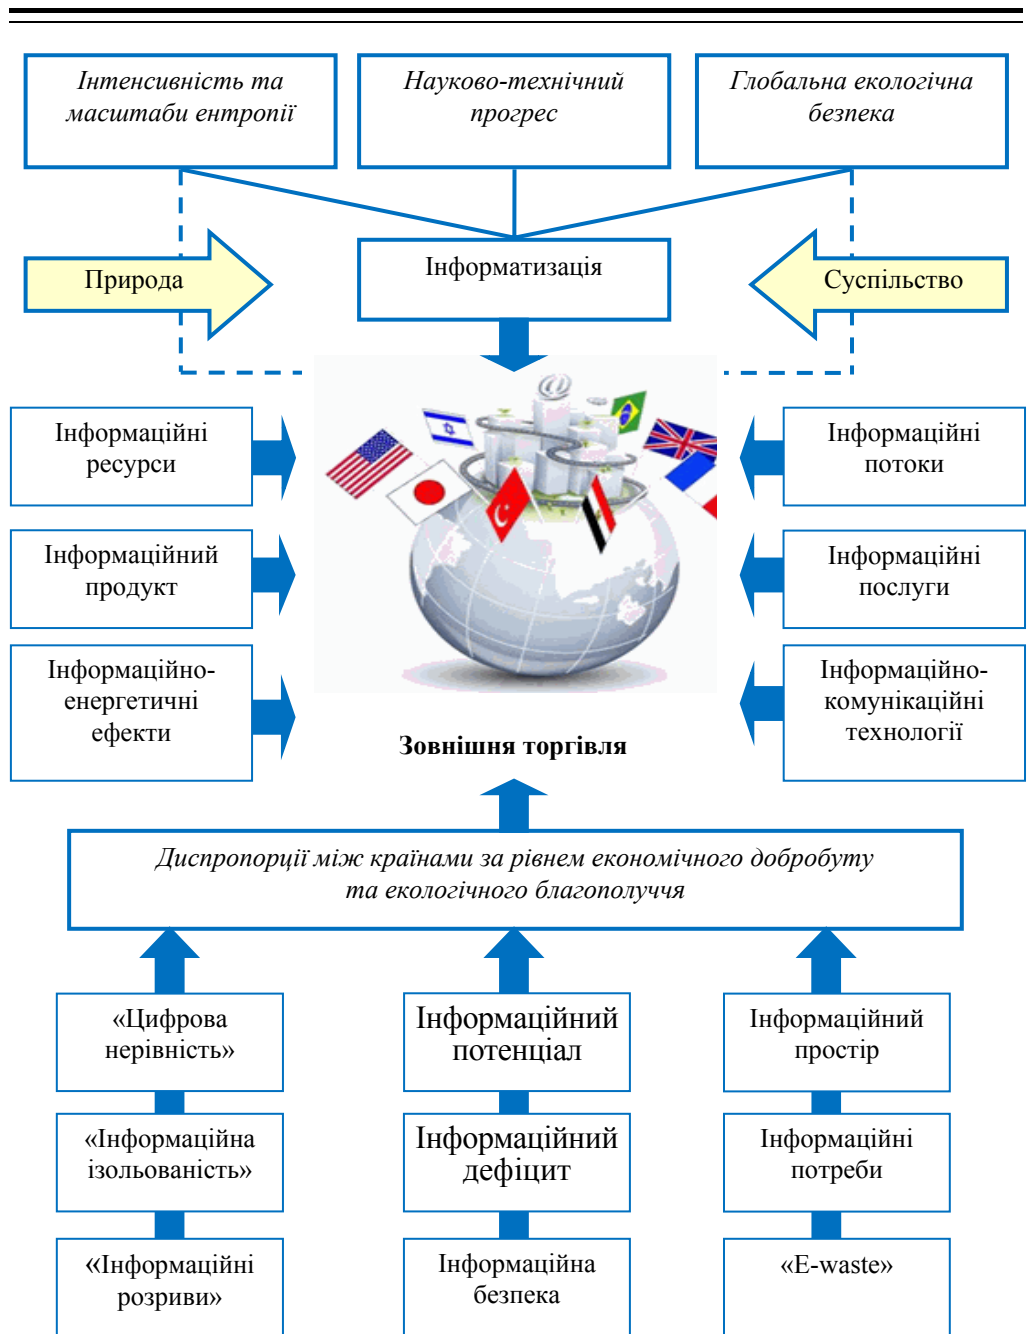 Інтенсивність та
масштаби ентропії
Науково-технічний
прогрес
Глобальна екологічна
безпека
Природа
Інформатизація
Суспільство
@
Інформаційні
ресурси
Інформаційні
потоки
Інформаційний
продукт
Інформаційні
послуги
Інформаційно-
енергетичні
ефекти
Інформаційно-
комунікаційні
технології
Зовнішня торгівля
Диспропорції між країнами за рівнем економічного добробуту
та екологічного благополуччя
«Цифрова
нерівність»
Інформаційний
потенціал
Інформаційний
простір
«Інформаційна
ізольованість»
Інформаційний
дефіцит
Інформаційні
потреби
«Інформаційні
розриви»
Інформаційна
безпека
«E-waste»